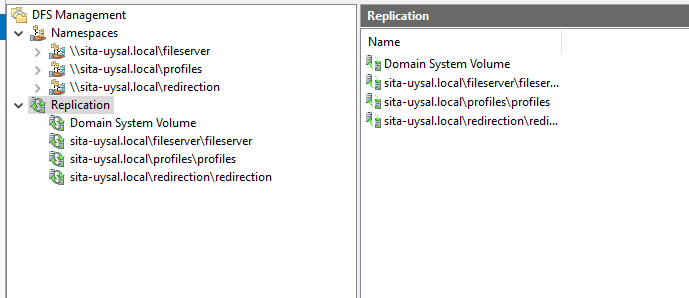 DFS Management
Namespaces
\\sita-uysal.local\fileserver
\\sita-uysal.local\profiles
\\sita-uysal.local\redirection
Replication
Domain System Volume
sita-uysal.local\fileserver\fileserver
sita-uysal.local\profiles\profiles
sita-uysal.local\redirection\redirection
Replication
Name
Domain System Volume
sita-uysal.local\fileserver\fileser...
sita-uysal.local\profiles\profiles
sita-uysal.local\redirection\redi...